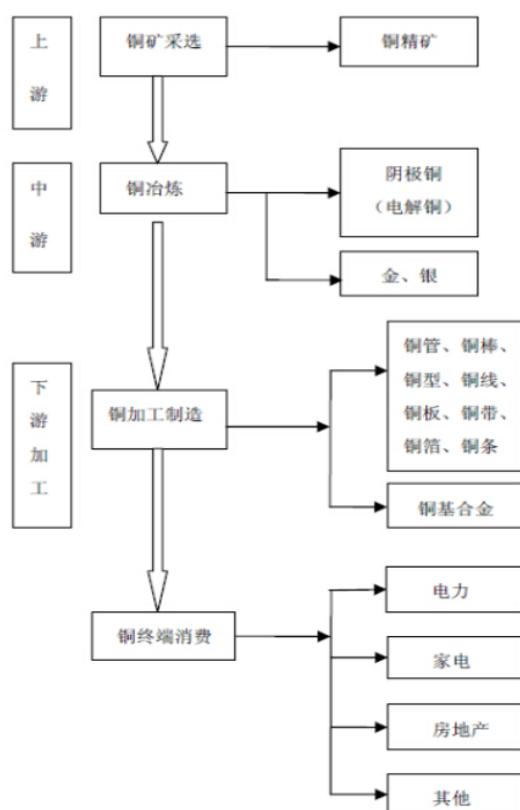 上
游
铜矿采选
铜精矿
中
游
铜冶炼
阴极铜
（电解铜）
金、银
下
游
加
工
铜加工制造
铜管、铜棒、
铜型、铜线、
铜板、铜带、
铜箔、铜条
铜基合金
铜终端消费
电力
家电
房地产
其他